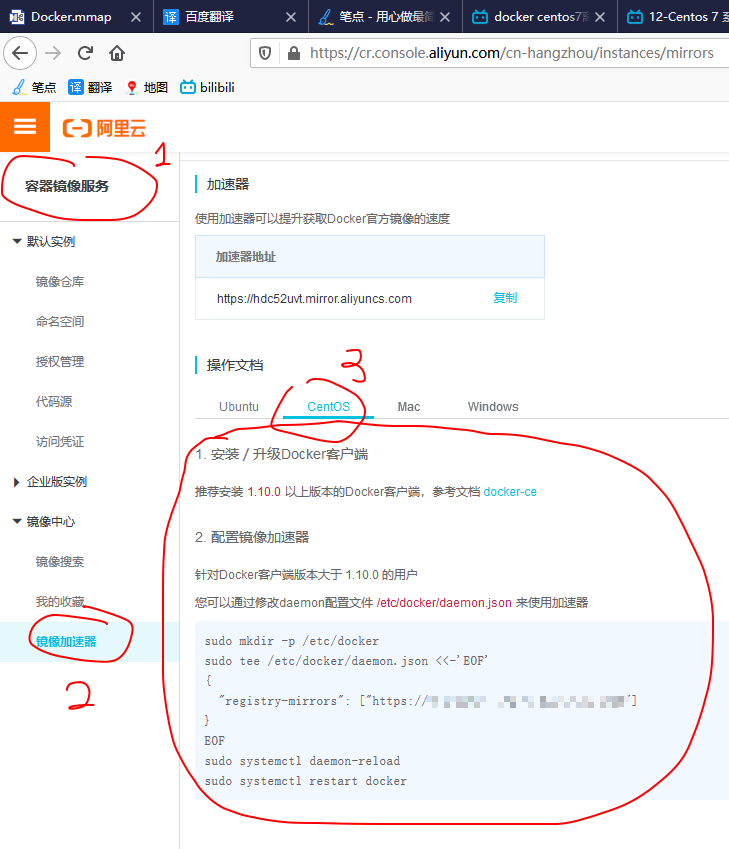 Docker.mmap
百度翻译
笔点 - 用心做最简
docker centos7
12-Centos 7
https://cr.console.aliyun.com/cn-hangzhou/instances/mirrors
笔点
翻译
地图
bilibili
阿里云
1
容器镜像服务
默认实例
镜像仓库
命名空间
授权管理
代码源
访问凭证
企业版实例
镜像中心
镜像搜索
我的收藏
镜像加速器
2
加速器
使用加速器可以提升获取Docker官方镜像的速度
加速器地址
https://hdc52uvt.mirror.aliyuncs.com 复制
操作文档
3
Ubuntu CentOS Mac Windows
1. 安装 / 升级Docker客户端
推荐安装 1.10.0 以上版本的Docker客户端，参考文档 docker-ce
2. 配置镜像加速器
针对Docker客户端版本大于 1.10.0 的用户
您可以通过修改daemon配置文件 /etc/docker/daemon.json 来使用加速器
sudo mkdir -p /etc/docker
sudo tee /etc/docker/daemon.json <<-'EOF'
{
"registry-mirrors": ["https://"]
}
EOF
sudo systemctl daemon-reload
sudo systemctl restart docker